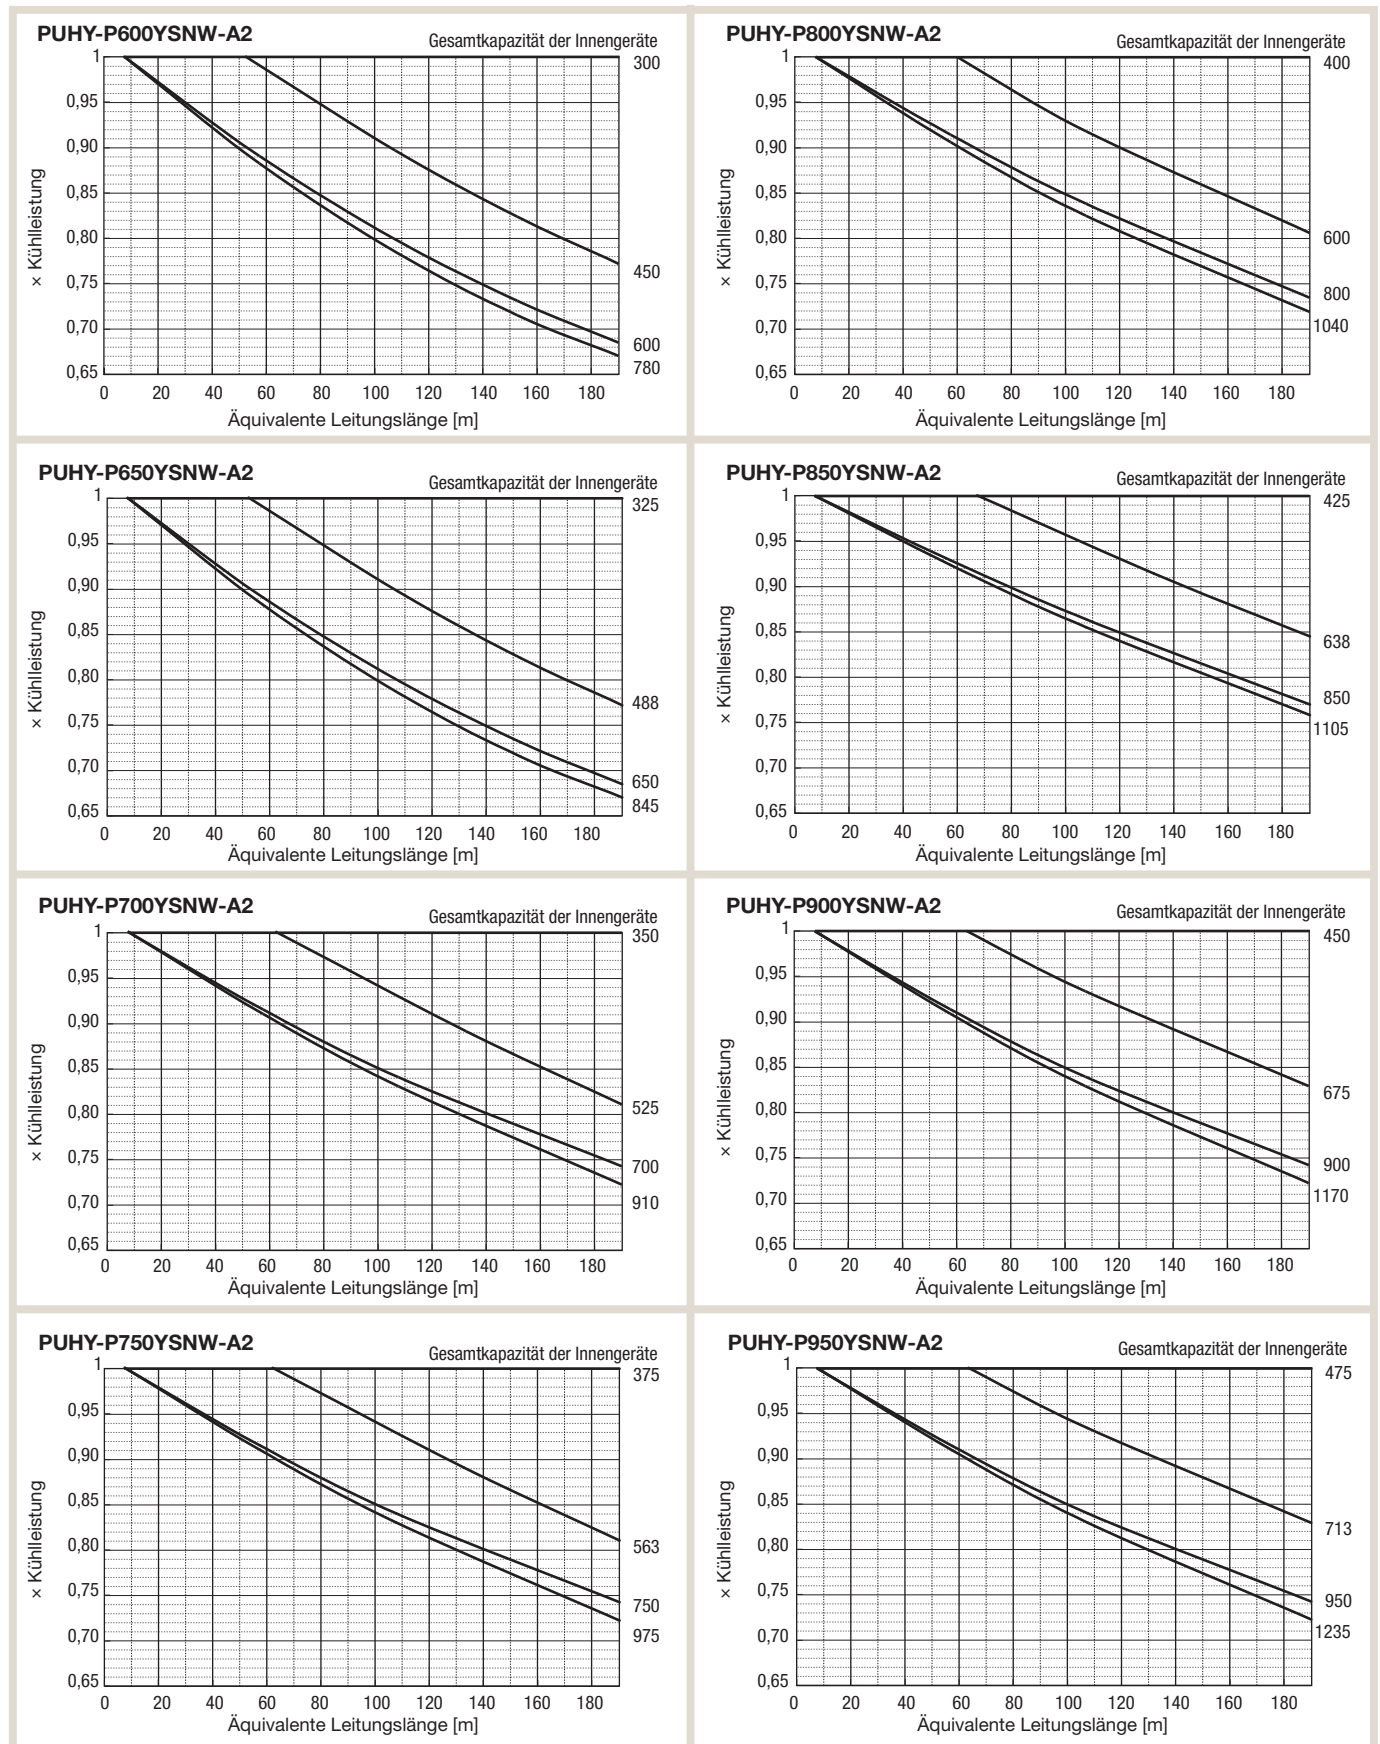 PUHY-P600YSNW-A2
Gesamtkapazität der Innengeräte
× Kühlleistung
1
0,95
0,90
0,85
0,80
0,75
0,70
0,65
300
450
600
780
0 20 40 60 80 100 120 140 160 180
Äquivalente Leitungslänge [m]
PUHY-P800YSNW-A2
Gesamtkapazität der Innengeräte
× Kühlleistung
1
0,95
0,90
0,85
0,80
0,75
0,70
0,65
400
600
800
1040
0 20 40 60 80 100 120 140 160 180
Äquivalente Leitungslänge [m]
PUHY-P650YSNW-A2
Gesamtkapazität der Innengeräte
× Kühlleistung
1
0,95
0,90
0,85
0,80
0,75
0,70
0,65
325
488
650
845
0 20 40 60 80 100 120 140 160 180
Äquivalente Leitungslänge [m]
PUHY-P850YSNW-A2
Gesamtkapazität der Innengeräte
× Kühlleistung
1
0,95
0,90
0,85
0,80
0,75
0,70
0,65
425
638
850
1105
0 20 40 60 80 100 120 140 160 180
Äquivalente Leitungslänge [m]
PUHY-P700YSNW-A2
Gesamtkapazität der Innengeräte
× Kühlleistung
1
0,95
0,90
0,85
0,80
0,75
0,70
0,65
350
525
700
910
0 20 40 60 80 100 120 140 160 180
Äquivalente Leitungslänge [m]
PUHY-P900YSNW-A2
Gesamtkapazität der Innengeräte
× Kühlleistung
1
0,95
0,90
0,85
0,80
0,75
0,70
0,65
450
675
900
1170
0 20 40 60 80 100 120 140 160 180
Äquivalente Leitungslänge [m]
PUHY-P750YSNW-A2
Gesamtkapazität der Innengeräte
× Kühlleistung
1
0,95
0,90
0,85
0,80
0,75
0,70
0,65
375
563
750
975
0 20 40 60 80 100 120 140 160 180
Äquivalente Leitungslänge [m]
PUHY-P950YSNW-A2
Gesamtkapazität der Innengeräte
× Kühlleistung
1
0,95
0,90
0,85
0,80
0,75
0,70
0,65
475
713
950
1235
0 20 40 60 80 100 120 140 160 180
Äquivalente Leitungslänge [m]